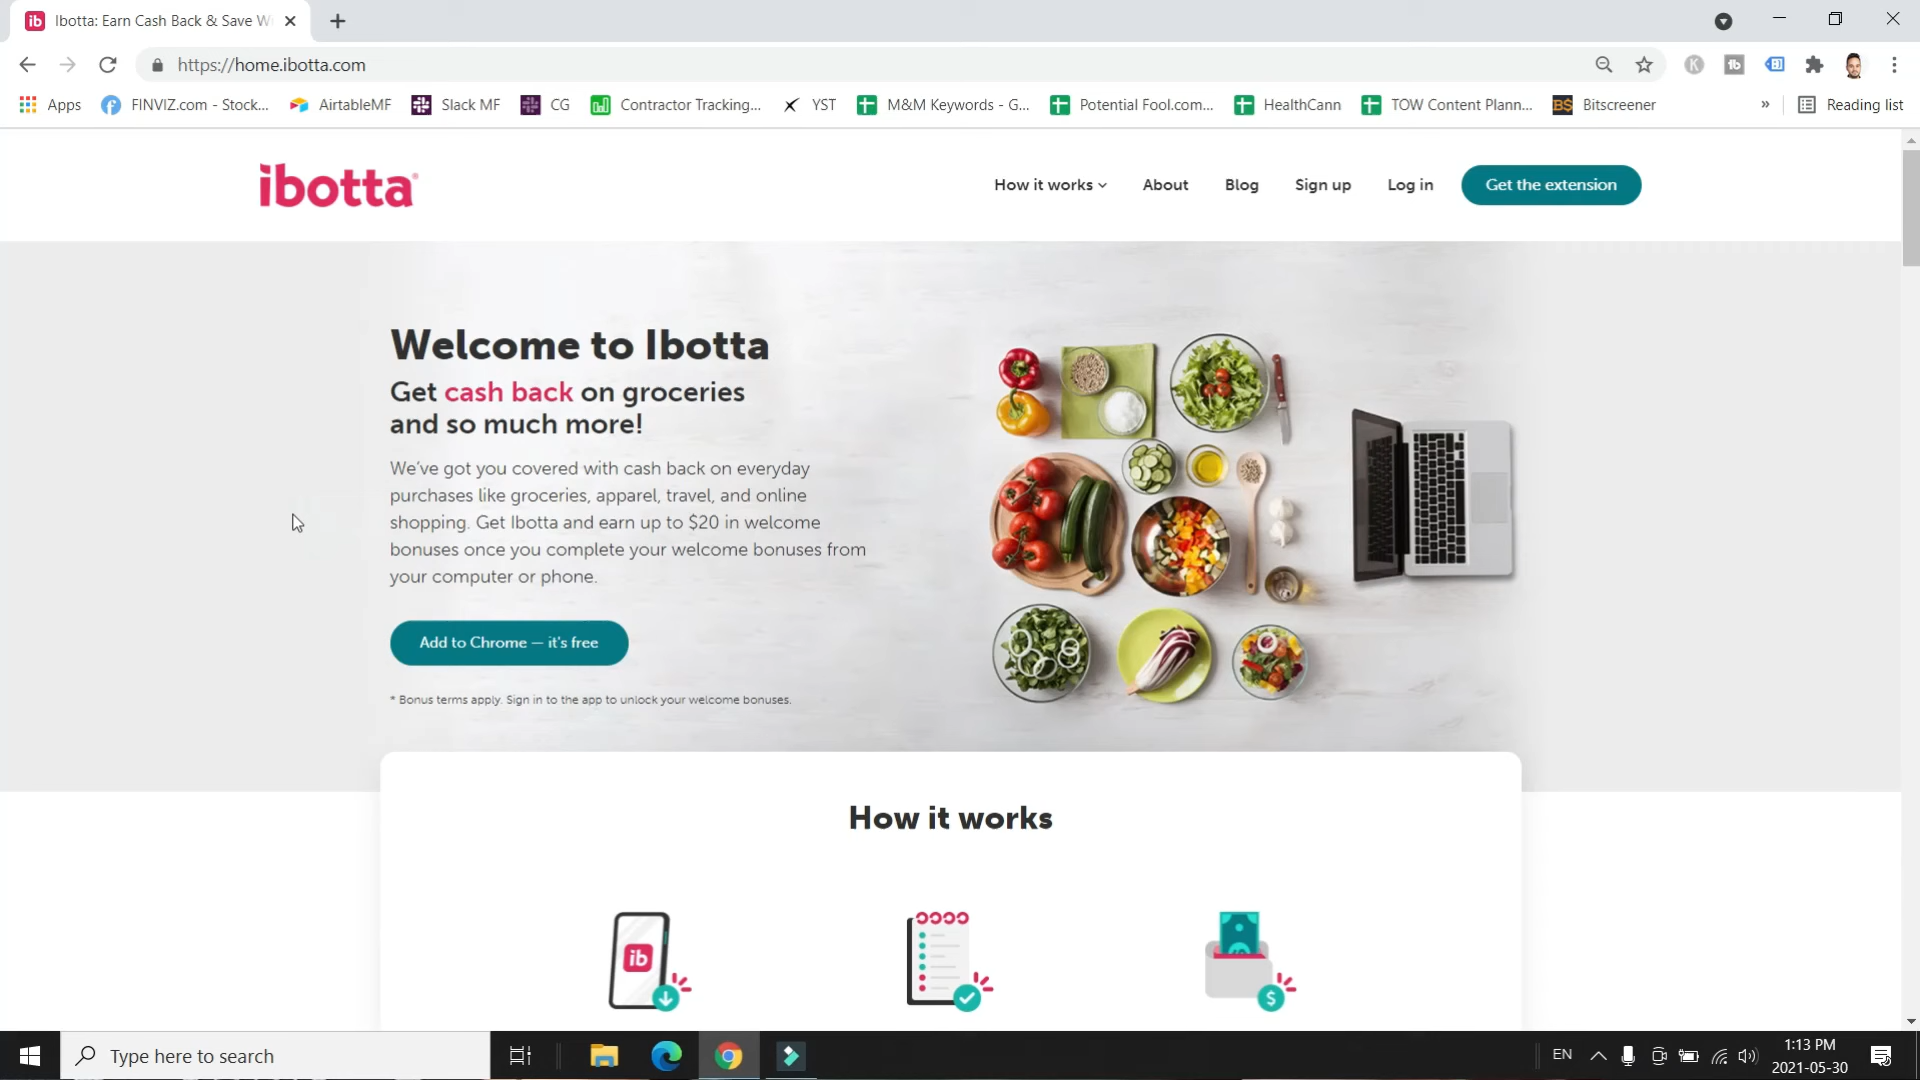 Ibotta: Earn Cash Back & Save W
https://home.ibotta.com
Apps FINVIZ.com - Stock... AirtableMF Slack MF CG Contractor Tracking... YST M&M Keywords - G... Potential Fool.com... HealthCann TOW Content Plann... Bitscreener » Reading list
ibotta
How it works About Blog Sign up Log in Get the extension
Welcome to Ibotta
Get cash back on groceries
and so much more!
We've got you covered with cash back on everyday
purchases like groceries, apparel, travel, and online
shopping. Get Ibotta and earn up to $20 in welcome
bonuses once you complete your welcome bonuses from
your computer or phone.
Add to Chrome — it's free
* Bonus terms apply. Sign in to the app to unlock your welcome bonuses.
How it works
ib
$
Type here to search
EN
1:13 PM
2021-05-30